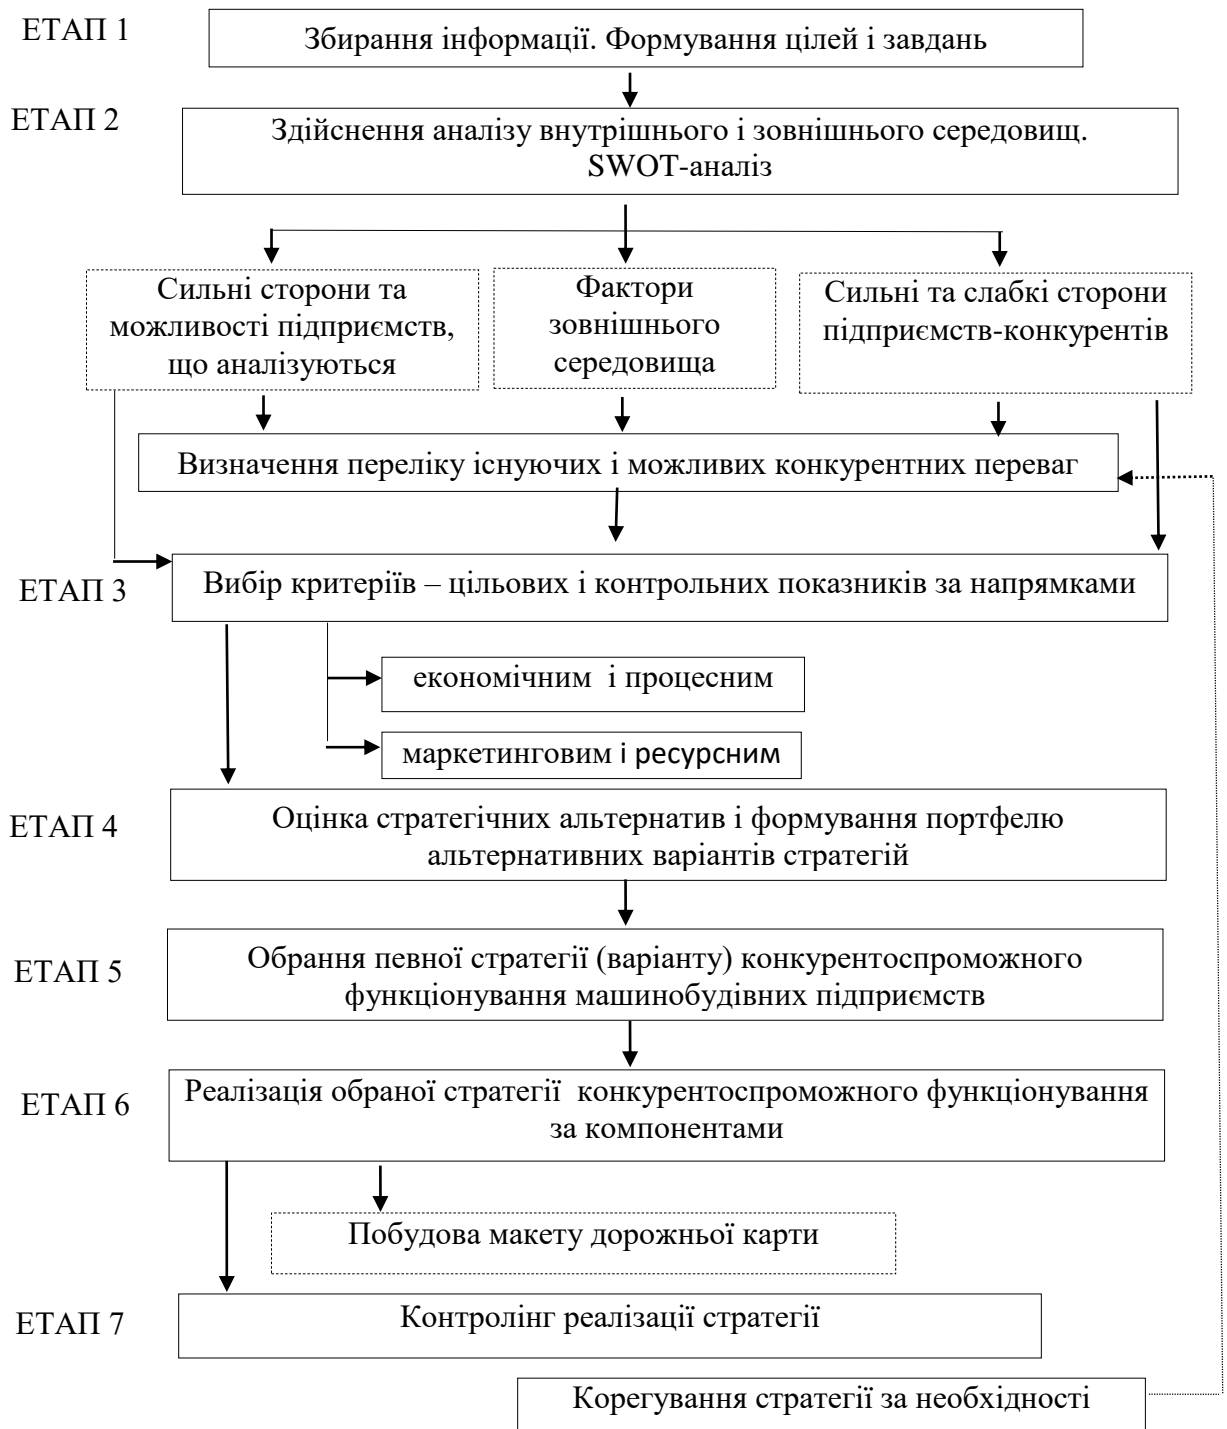 ЕТАП 1
Збирання інформації. Формування цілей і завдань
ЕТАП 2
Здійснення аналізу внутрішнього і зовнішнього середовищ.
SWOT-аналіз
Сильні сторони та
можливості підприємств,
що аналізуються
Фактори
зовнішнього
середовища
Сильні та слабкі сторони
підприємств-конкурентів
Визначення переліку існуючих і можливих конкурентних переваг
ЕТАП 3
Вибір критеріїв – цільових і контрольних показників за напрямками
економічним і процесним
маркетинговим і ресурсним
ЕТАП 4
Оцінка стратегічних альтернатив і формування портфелю
альтернативних варіантів стратегій
ЕТАП 5
Обрання певної стратегії (варіанту) конкурентоспроможного
функціонування машинобудівних підприємств
ЕТАП 6
Реалізація обраної стратегії конкурентоспроможного функціонування
за компонентами
Побудова макету дорожньої карти
ЕТАП 7
Контролінг реалізації стратегії
Корегування стратегії за необхідності